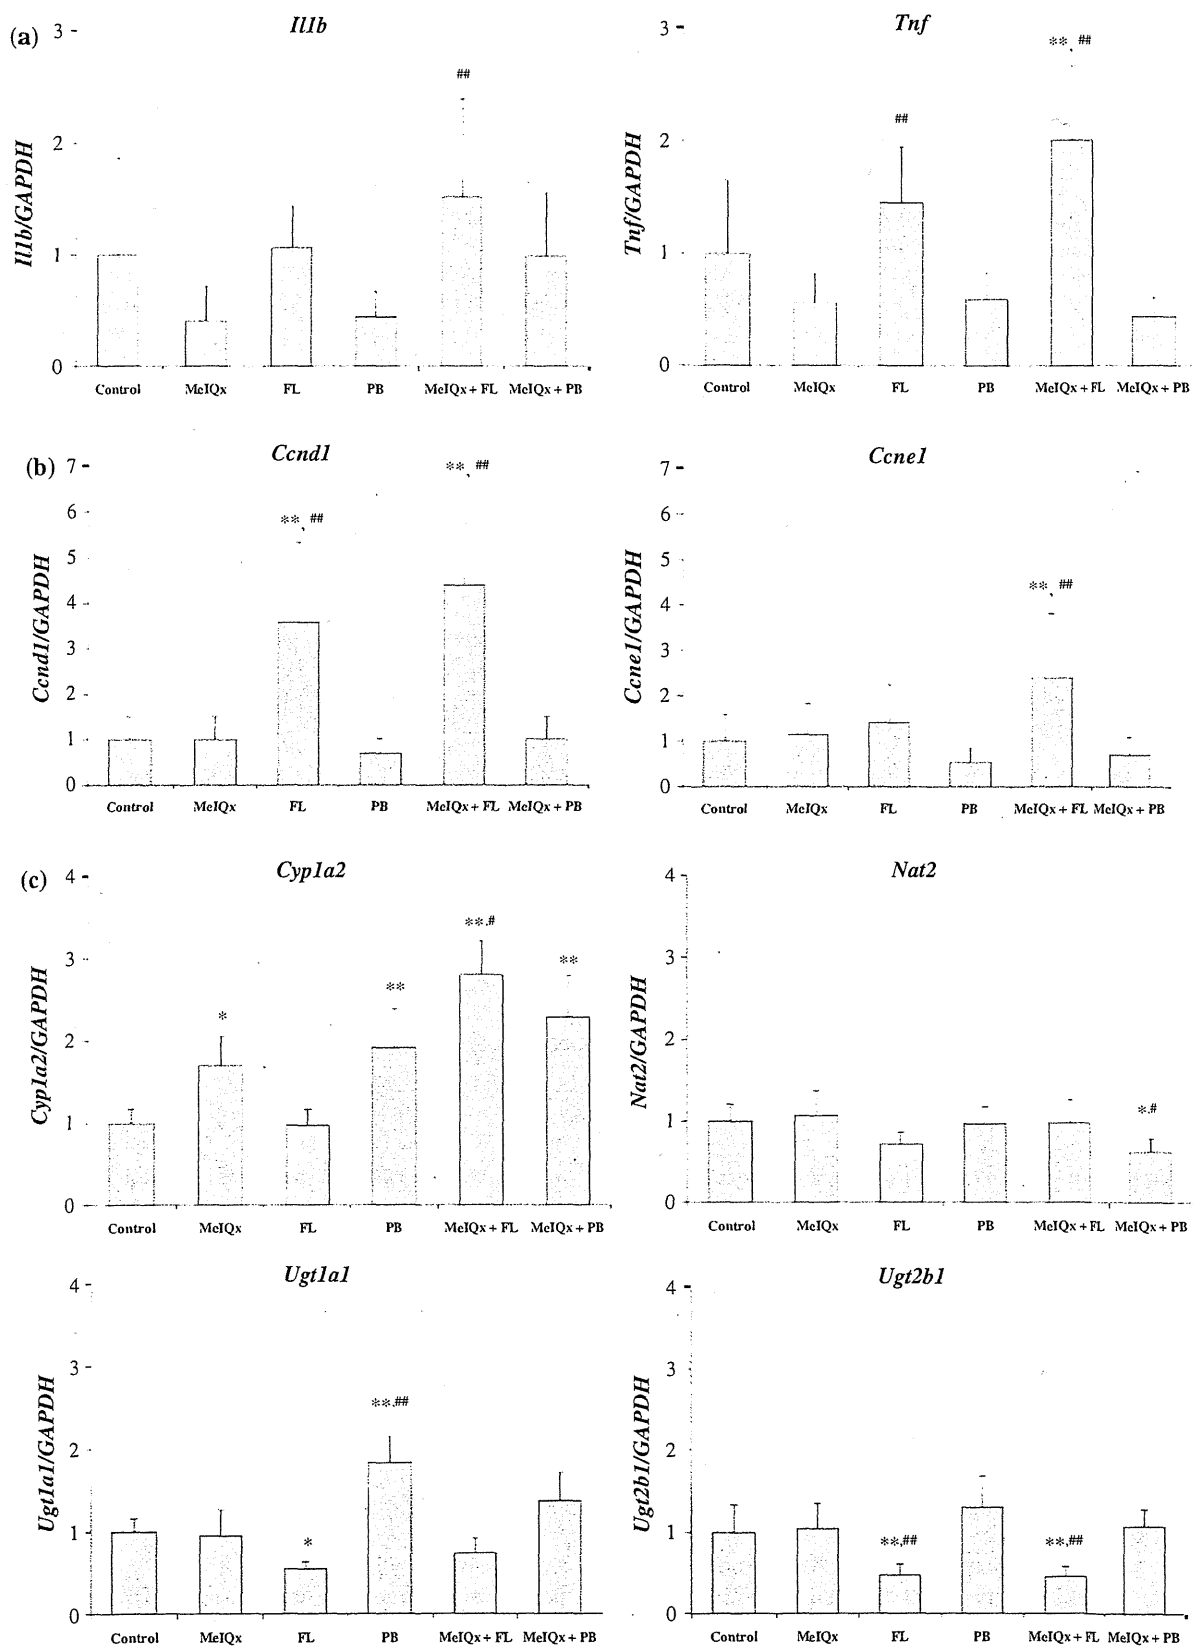 (a)
Il1b
Il1b/GAPDH
3
2
1
0
##
Control MeIQx FL PB MeIQx + FL MeIQx + PB
Tnf
Tnf/GAPDH
3
2
1
0
##
**, ##
Control MeIQx FL PB MeIQx + FL MeIQx + PB
(b)
Ccnd1
Ccnd1/GAPDH
7
6
5
4
3
2
1
0
**, ##
**, ##
Control MeIQx FL PB MeIQx + FL MeIQx + PB
Ccne1
Ccne1/GAPDH
7
6
5
4
3
2
1
0
**, ##
Control MeIQx FL PB MeIQx + FL MeIQx + PB
(c)
Cyp1a2
Cyp1a2/GAPDH
4
3
2
1
0
*
**
**,#
**
Control MeIQx FL PB MeIQx + FL MeIQx + PB
Nat2
Nat2/GAPDH
4
3
2
1
0
*,#
Control MeIQx FL PB MeIQx + FL MeIQx + PB
Ugt1a1
Ugt1a1/GAPDH
4
3
2
1
0
*
**,##
Control MeIQx FL PB MeIQx + FL MeIQx + PB
Ugt2b1
Ugt2b1/GAPDH
4
3
2
1
0
**,##
**,##
Control MeIQx FL PB MeIQx + FL MeIQx + PB